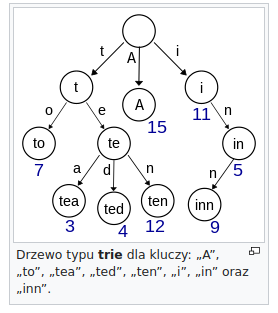 t A i
t A i
15 11
o e n
to te in
7 5
a d n n
tea ted ten inn
3 4 12 9
Drzewo typu trie dla kluczy: „A”,
„to”, „tea”, „ted”, „ten”, „i”, „in” oraz
„inn”.